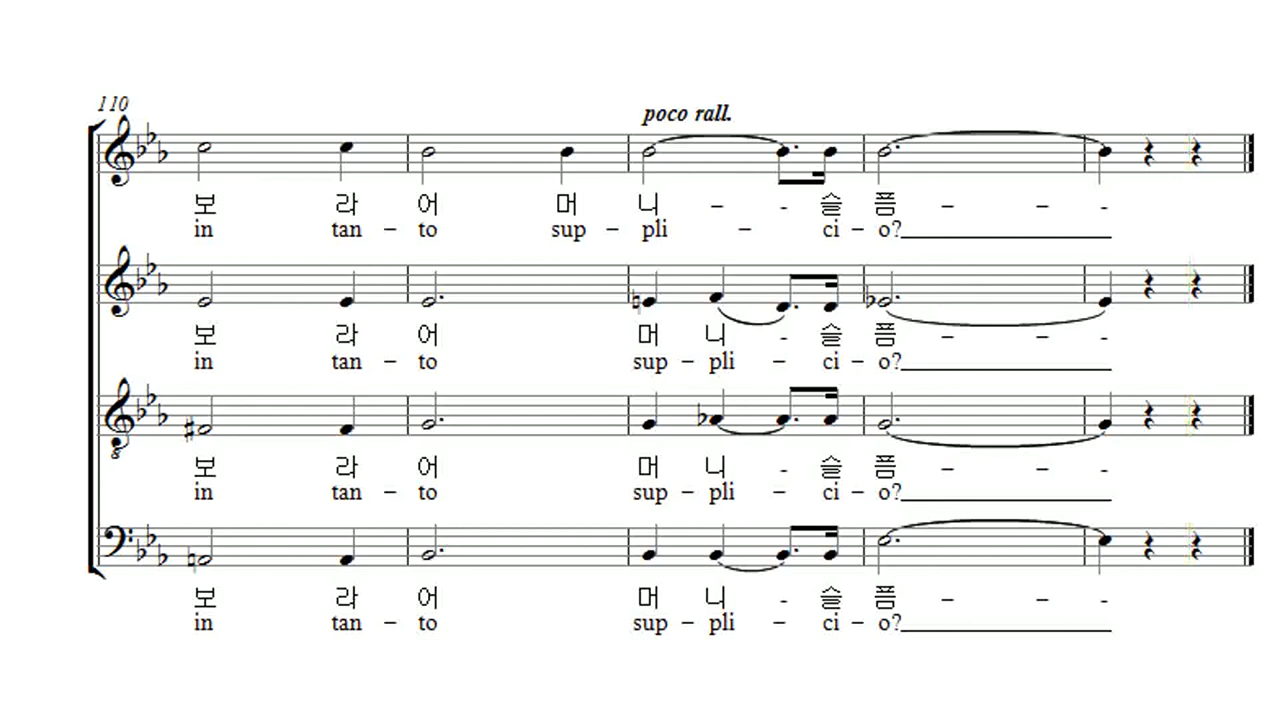 110
poco rall.
보 라 어 머 니 - - 슬 픔 - - -
in tan - to sup - pli - ci - o?
보 라 어 머 니 - 슬 픔 - - -
in tan - to sup - pli - ci - o?
8
보 라 어 머 니 - 슬 픔 - - -
in tan - to sup - pli - ci - o?
보 라 어 머 니 - 슬 픔 - - -
in tan - to sup - pli - ci - o?